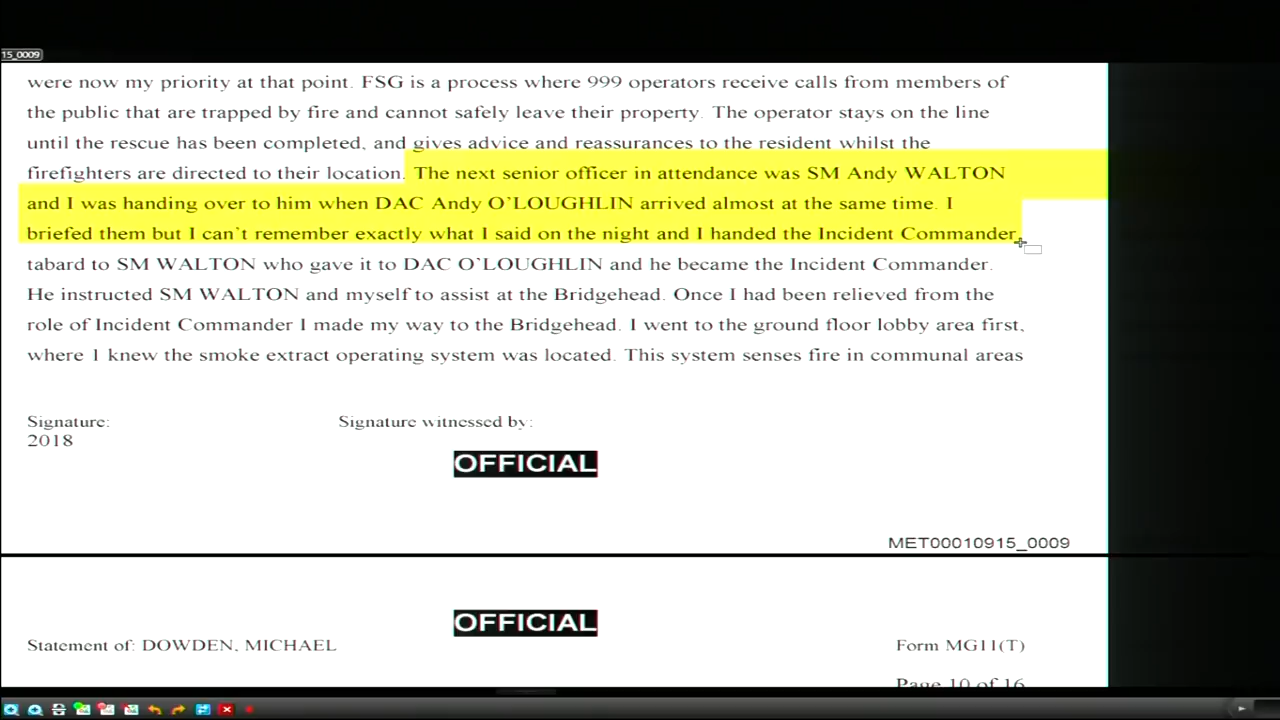 15_0009
were now my priority at that point. FSG is a process where 999 operators receive calls from members of
the public that are trapped by fire and cannot safely leave their property. The operator stays on the line
until the rescue has been completed, and gives advice and reassurances to the resident whilst the
firefighters are directed to their location. The next senior officer in attendance was SM Andy WALTON
and I was handing over to him when DAC Andy O'LOUGHLIN arrived almost at the same time. I
briefed them but I can't remember exactly what I said on the night and I handed the Incident Commander
tabard to SM WALTON who gave it to DAC O'LOUGHLIN and he became the Incident Commander.
He instructed SM WALTON and myself to assist at the Bridgehead. Once I had been relieved from the
role of Incident Commander I made my way to the Bridgehead. I went to the ground floor lobby area first,
where I knew the smoke extract operating system was located. This system senses fire in communal areas
Signature: Signature witnessed by:
2018
OFFICIAL
MET00010915_0009
OFFICIAL
Statement of: DOWDEN, MICHAEL Form MG11(T)
Page 10 of 16